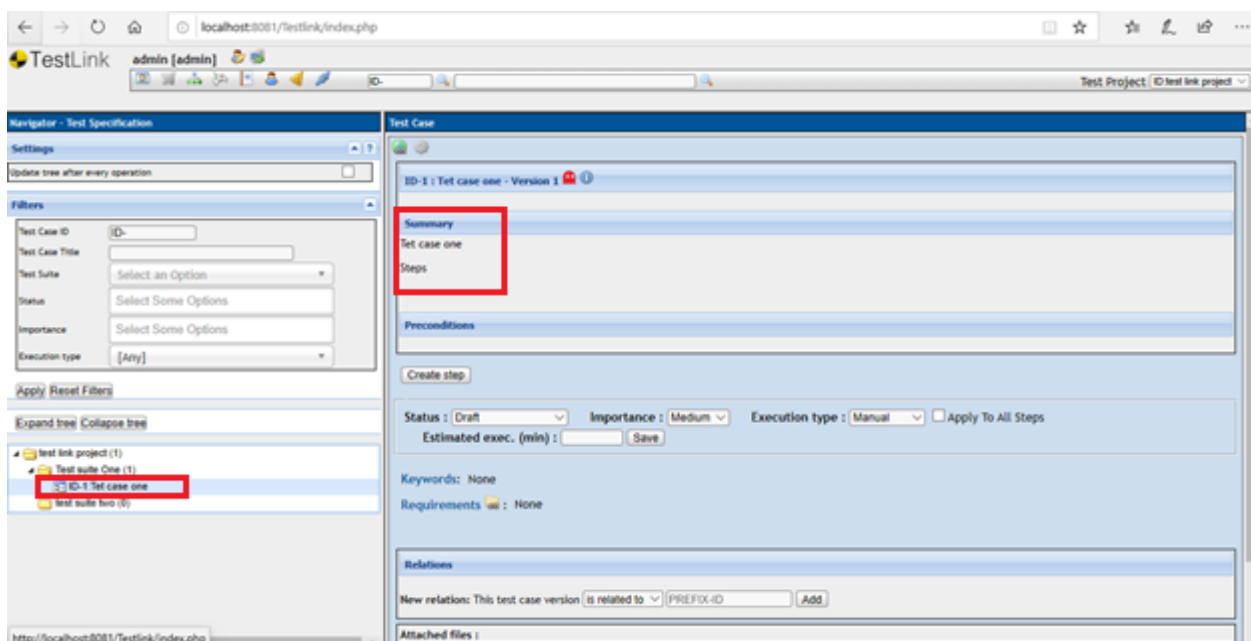 localhost:8081/Testlink/index.php
TestLink admin [admin]
ID- Test Project ID test link project
Navigator - Test Specification
Settings ?
Update tree after every operation
Filters
Test Case ID ID-
Test Case Title
Test Suite Select an Option
Status Select Some Options
Importance Select Some Options
Execution type [Any]
Apply Reset Filters
Expand tree Collapse tree
test link project (1)
Test suite One (1)
ID-1 Tet case one
test suite two (0)
http://localhost:8081/Testlink/index.php
Test Case
ID-1 : Tet case one - Version 1
Summary
Tet case one
Steps
Preconditions
Create step
Status : Draft Importance : Medium Execution type : Manual Apply To All Steps
Estimated exec. (min) : Save
Keywords: None
Requirements : None
Relations
New relation: This test case version is related to PREFIX-ID Add
Attached files :